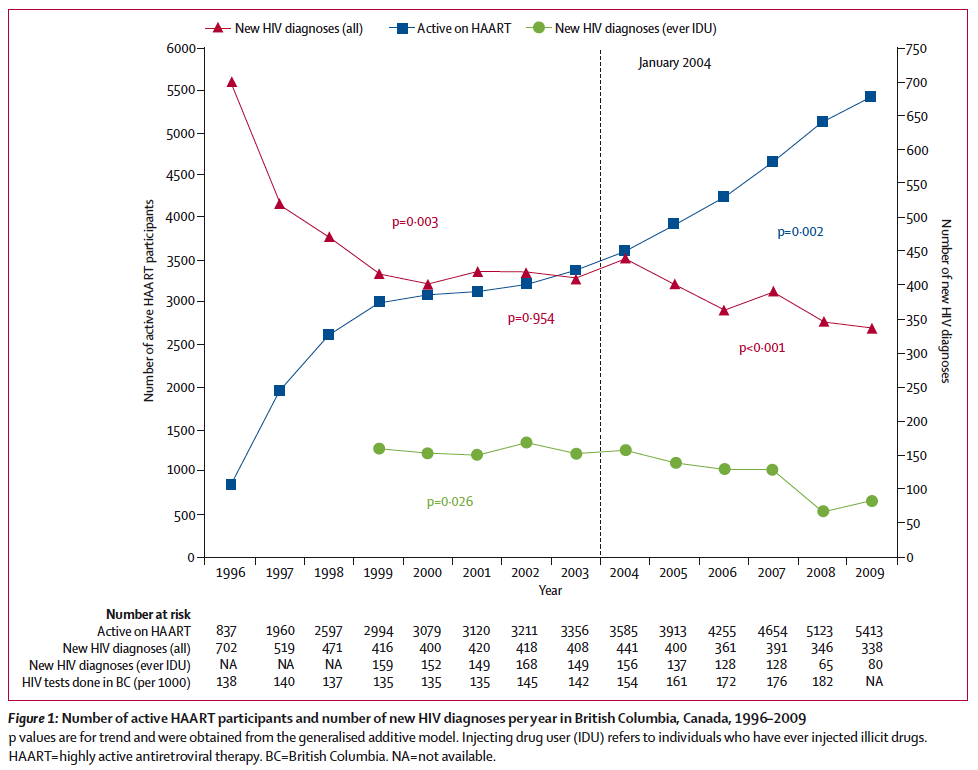 New HIV diagnoses (all) Active on HAART New HIV diagnoses (ever IDU)
6000 750
January 2004
5500 700
650
5000 600
4500 550
4000 500
p=0·003 p=0·002
3500 450
3000 400
p=0·954
2500 350
p<0·001
300
2000 250
1500 200
1000 150
p=0·026
500 100
50
0 0
Number of active HAART participants
Number of new HIV diagnoses
1996 1997 1998 1999 2000 2001 2002 2003 2004 2005 2006 2007 2008 2009
Year
Number at risk
Active on HAART 837 1960 2597 2994 3079 3120 3211 3356 3585 3913 4255 4654 5123 5413
New HIV diagnoses (all) 702 519 471 416 400 420 418 408 441 400 361 391 346 338
New HIV diagnoses (ever IDU) NA NA NA 159 152 149 168 149 156 137 128 128 65 80
HIV tests done in BC (per 1000) 138 140 137 135 135 135 145 142 154 161 172 176 182 NA
Figure 1: Number of active HAART participants and number of new HIV diagnoses per year in British Columbia, Canada, 1996–2009
p values are for trend and were obtained from the generalised additive model. Injecting drug user (IDU) refers to individuals who have ever injected illicit drugs.
HAART=highly active antiretroviral therapy. BC=British Columbia. NA=not available.